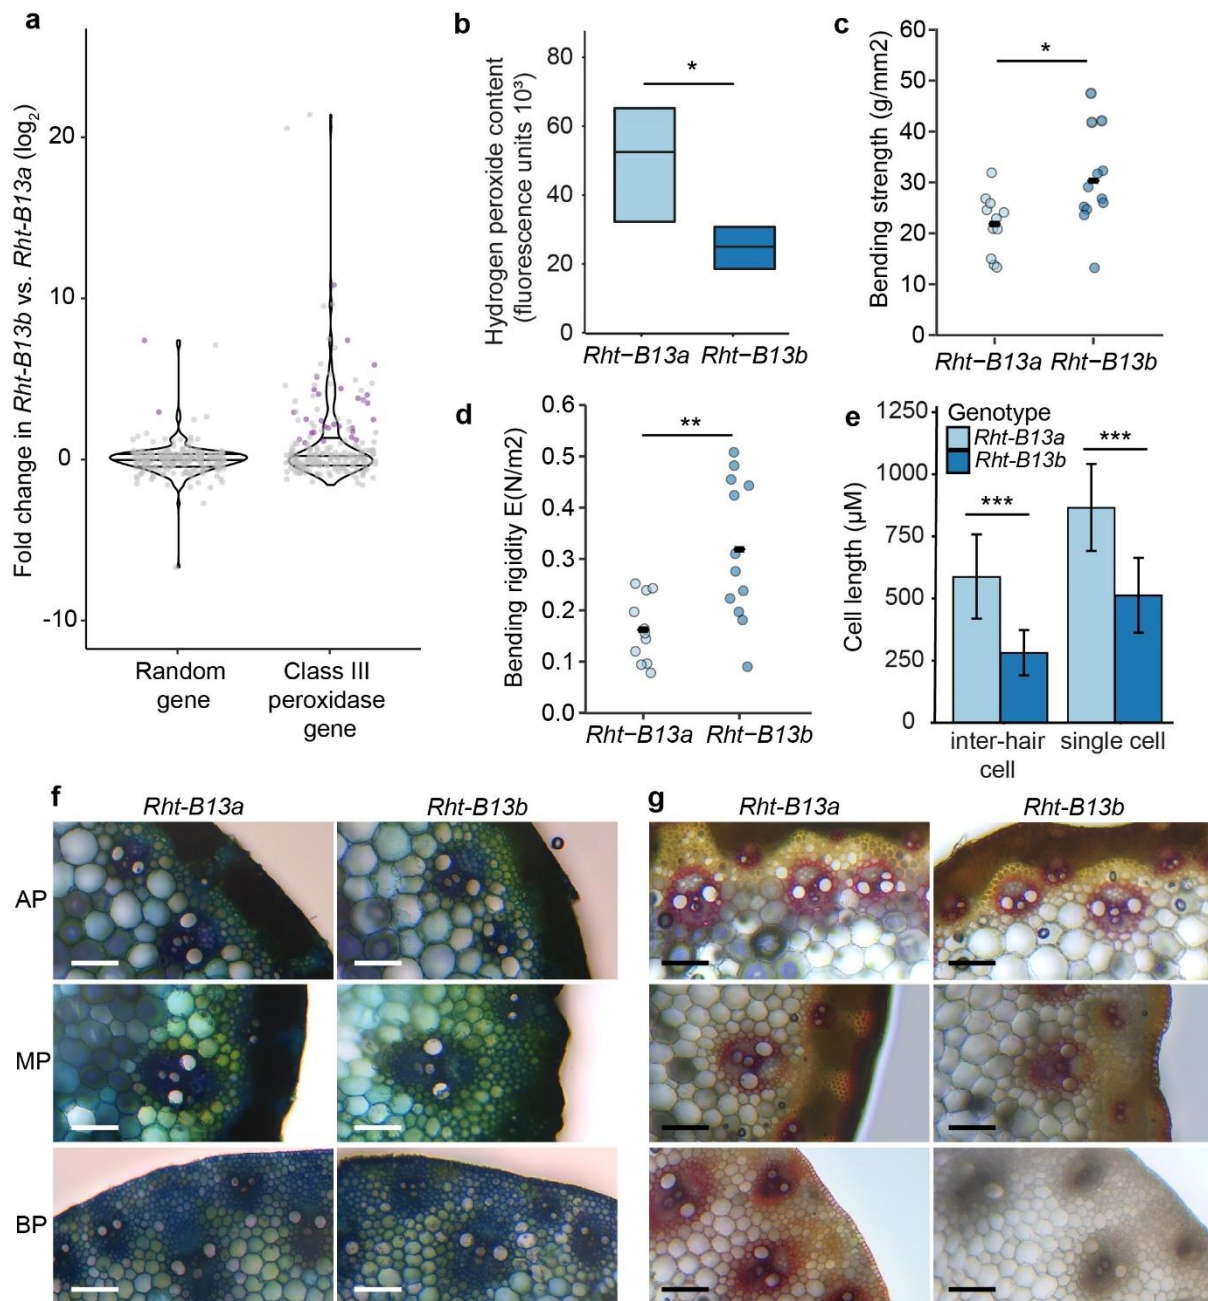 a
Fold change in Rht-B13b vs. Rht-B13a (log2)
20
10
0
-10
Random
gene
Class III
peroxidase
gene
b
Hydrogen peroxide content
(fluorescence units 10³)
80
60
40
20
0
*
Rht−B13a
Rht−B13b
c
Bending strength (g/mm2)
60
50
40
30
20
10
0
*
Rht−B13a
Rht−B13b
d
Bending rigidity E(N/m2)
0.6
0.5
0.4
0.3
0.2
0.1
0.0
**
Rht−B13a
Rht−B13b
e
Cell length (µM)
1250
1000
750
500
250
0
Genotype
Rht-B13a
Rht-B13b
***
***
inter-hair
cell
single cell
f
Rht-B13a
Rht-B13b
g
Rht-B13a
Rht-B13b
AP
MP
BP